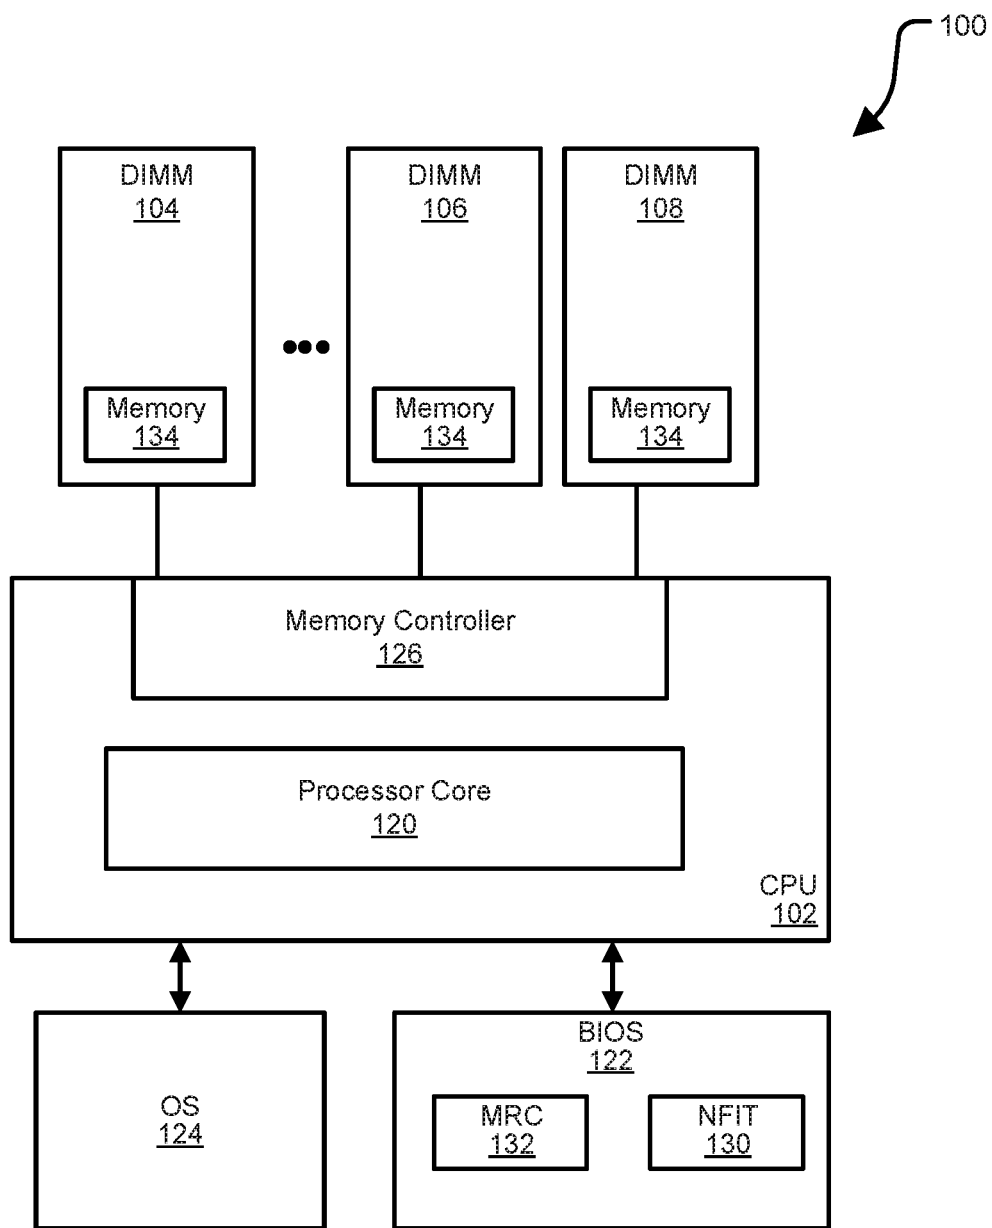 100
DIMM
104
DIMM
106
DIMM
108
Memory
134
Memory
134
Memory
134
Memory Controller
126
Processor Core
120
CPU
102
BIOS
122
OS
124
MRC
132
NFIT
130